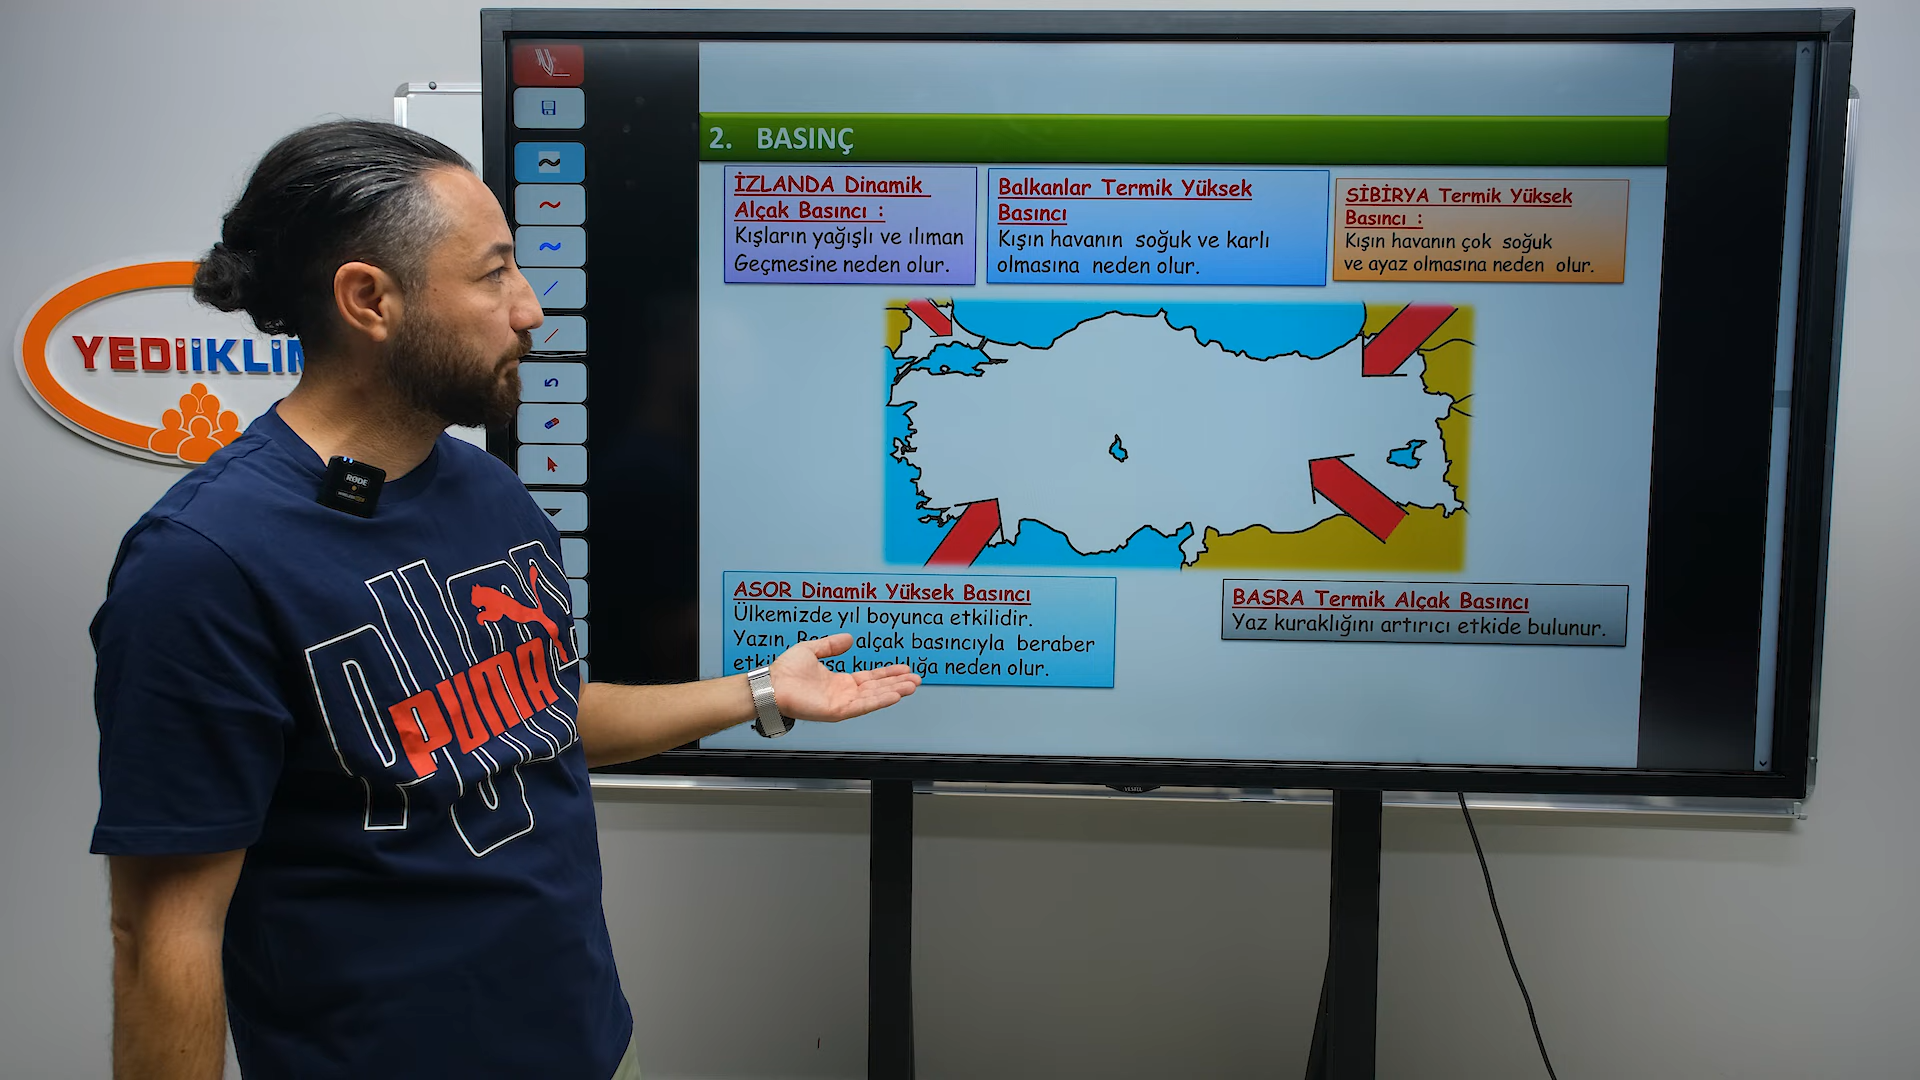 YEDiiKLİM
2. BASINÇ
İZLANDA Dinamik
Alçak Basıncı :
Kışların yağışlı ve ılıman
Geçmesine neden olur.
Balkanlar Termik Yüksek
Basıncı
Kışın havanın soğuk ve karlı
olmasına neden olur.
SİBİRYA Termik Yüksek
Basıncı :
Kışın havanın çok soğuk
ve ayaz olmasına neden olur.
ASOR Dinamik Yüksek Basıncı
Ülkemizde yıl boyunca etkilidir.
Yazın, alçak basıncıyla beraber
kuraklığa neden olur.
BASRA Termik Alçak Basıncı
Yaz kuraklığını artırıcı etkide bulunur.
RØDE
PUMA
VESTEL